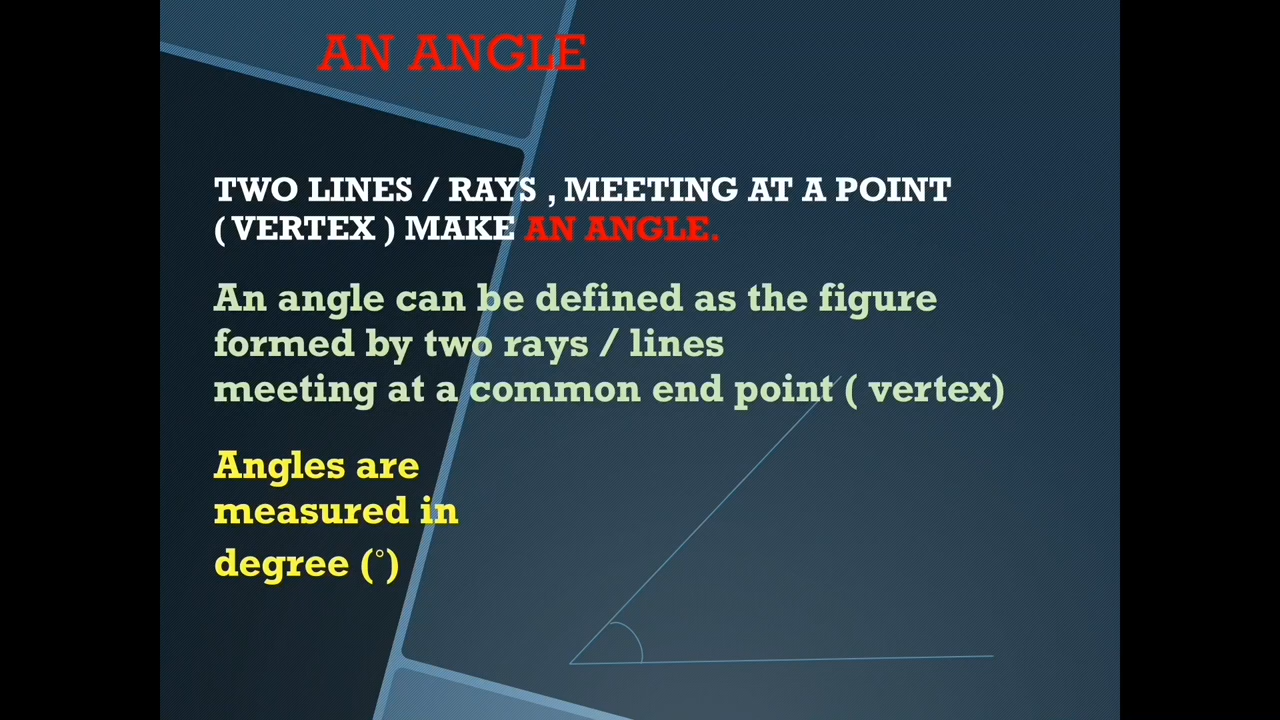 AN ANGLE
TWO LINES / RAYS , MEETING AT A POINT
( VERTEX ) MAKE AN ANGLE.
An angle can be defined as the figure
formed by two rays / lines
meeting at a common end point ( vertex)
Angles are
measured in
degree (°)